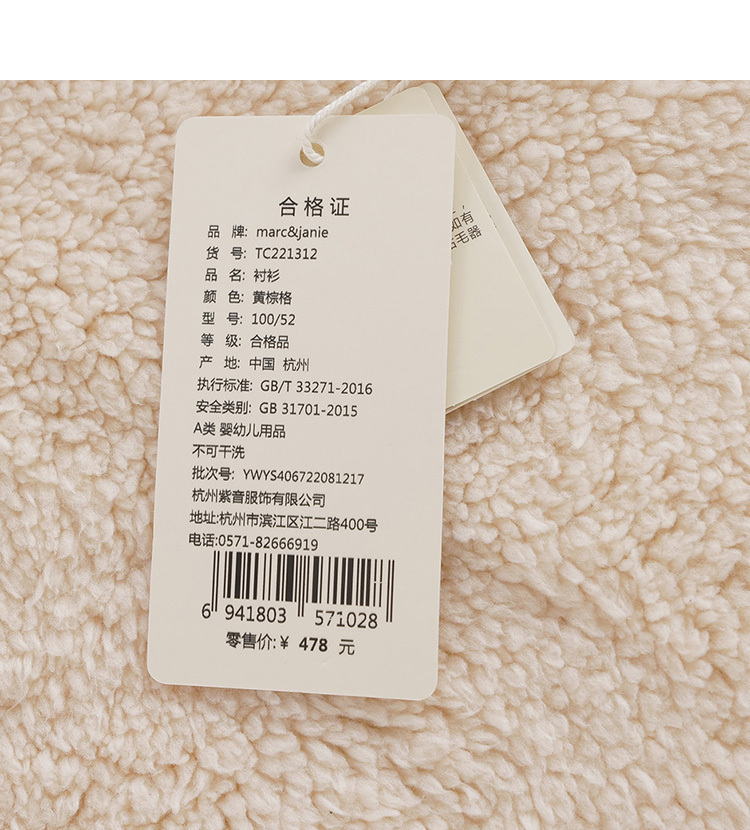 合格证
品 牌: marc&janie
货 号: TC221312
品 名: 衬衫
颜 色: 黄棕格
型 号: 100/52
等 级: 合格品
产 地: 中国 杭州
执行标准: GB/T 33271-2016
安全类别: GB 31701-2015
A类 婴幼儿用品
不可干洗
批次号: YWYS406722081217
杭州紫音服饰有限公司
地址:杭州市滨江区江二路400号
电话:0571-82666919
6 941803 571028
零售价:¥ 478 元
如有
毛器